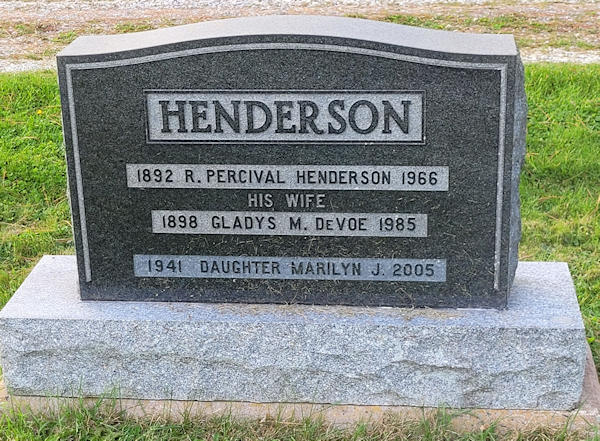 HENDERSON
1892 R. PERCIVAL HENDERSON 1966
HIS WIFE
1898 GLADYS M. DeVOE 1985
1941 DAUGHTER MARILYN J. 2005